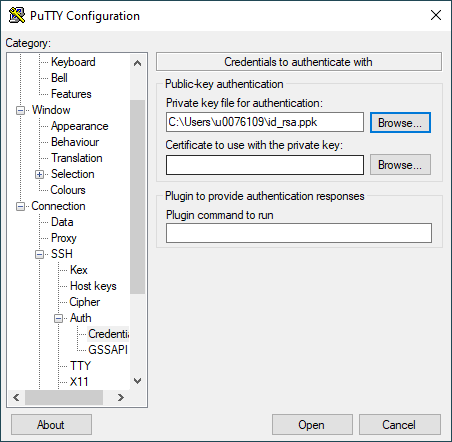 PuTTY Configuration
Category:
Keyboard
Bell
Features
Window
Appearance
Behaviour
Translation
Selection
Colours
Connection
Data
Proxy
SSH
Kex
Host keys
Cipher
Auth
Credentia
GSSAPI
TTY
X11
Credentials to authenticate with
Public-key authentication
Private key file for authentication:
C:\Users\u0076109\id_rsa.ppk Browse...
Certificate to use with the private key:
Browse...
Plugin to provide authentication responses
Plugin command to run
About Open Cancel